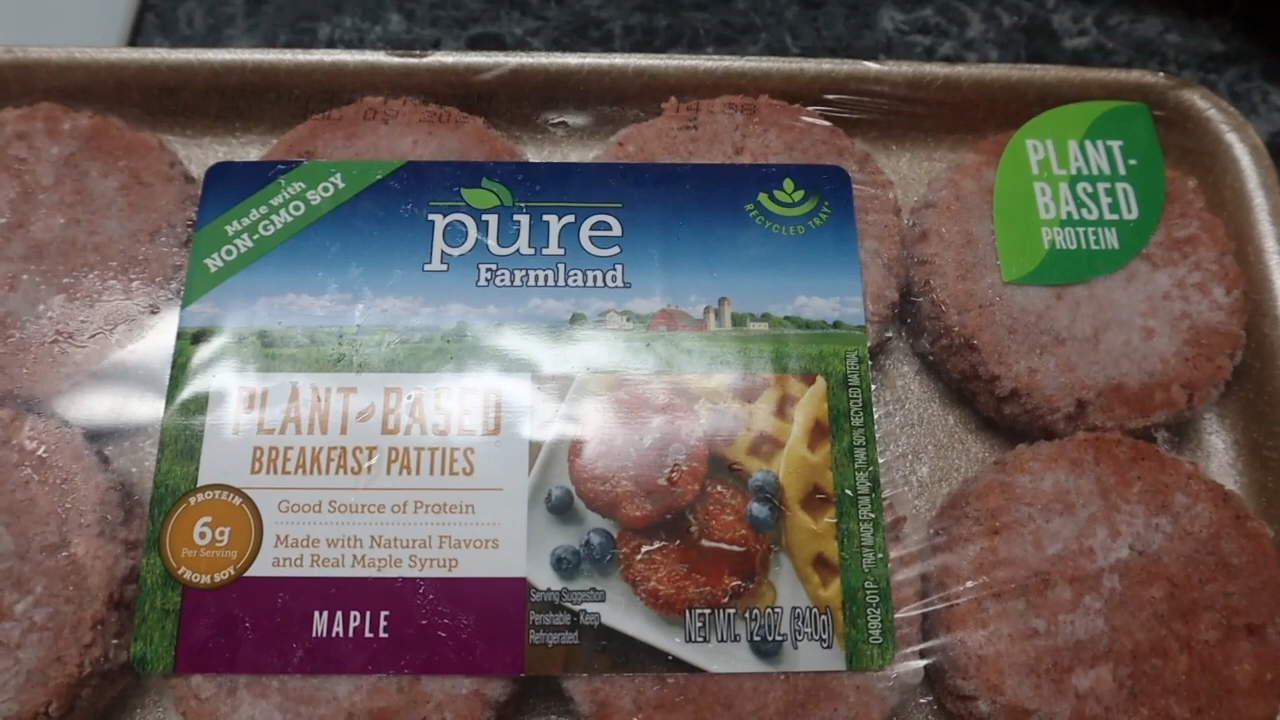 14:38
PLANT-
BASED
PROTEIN
Made with
NON-GMO SOY
pure
Farmland
RECYCLED TRAY*
PLANT-BASED
BREAKFAST PATTIES
Good Source of Protein
Made with Natural Flavors
and Real Maple Syrup
PROTEIN
6g
Per Serving
FROM SOY
MAPLE
Serving Suggestion
Perishable - Keep
Refrigerated.
NET WT. 12 OZ. (340g)
04902-01P *TRAY MADE FROM MORE THAN 50% RECYCLED MATERIAL